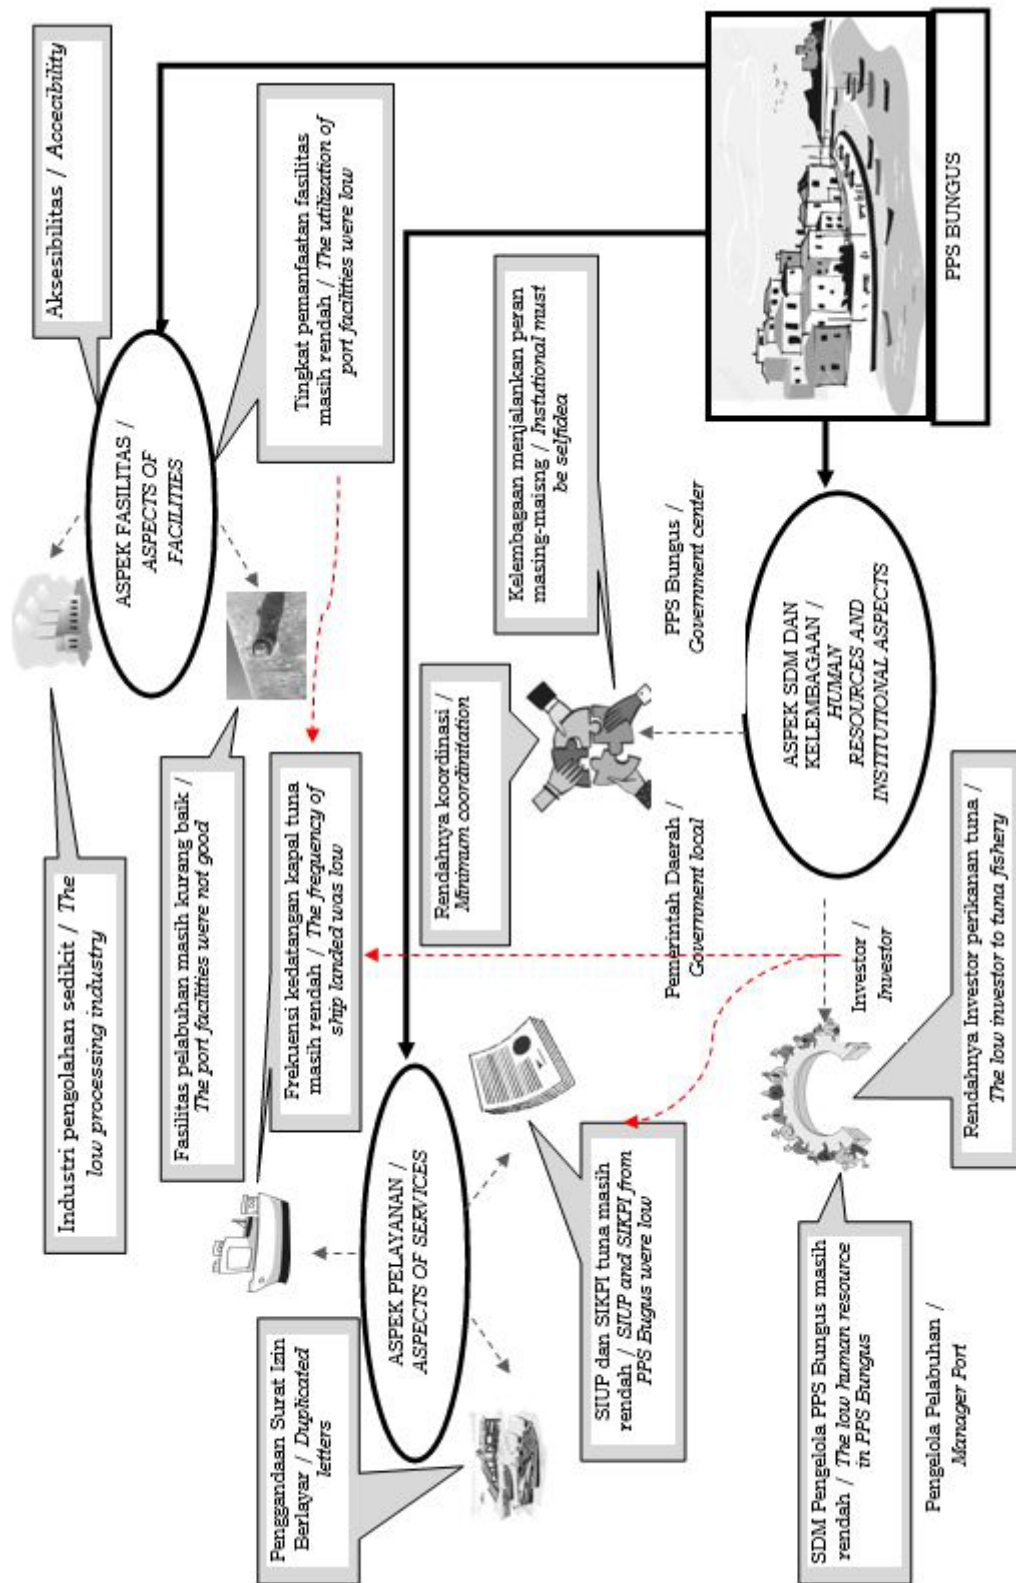 Industri pengolahan sedikit / The
low processing industry
Aksesibilitas / Accecibility
ASPEK FASILITAS /
ASPECTS OF
FACILITIES
Fasilitas pelabuhan masih kurang baik /
The port facilities were not good
Tingkat pemanfaatan fasilitas
masih rendah / The utilization of
port facilities were low
Pengandaan Surat Izin
Berlayar / Duplicated
letters
Frekuensi kedatangan kapal tuna
masih rendah / The frequency of
ship landed was low
ASPEK PELAYANAN /
ASPECTS OF SERVICES
Rendahnya koordinasi /
Minimum coordinitation
Kelembagaan menjalankan peran
masing-maisng / Instutional must
be selfidea
SIUP dan SIKPI tuna masih
rendah / SIUP and SIKPI from
PPS Bugus were low
Pemerintah Daerah /
Government local
PPS Bungus /
Government center
ASPEK SDM DAN
KELEMBAGAAN /
HUMAN
RESOURCES AND
INSTITUTIONAL ASPECTS
SDM Pengelola PPS Bungus masih
rendah / The low human resource
in PPS Bungus
Investor /
Investor
Pengelola Pelabuhan /
Manager Port
Rendahnya Investor perikanan tuna /
The low investor to tuna fishery
PPS BUNGUS